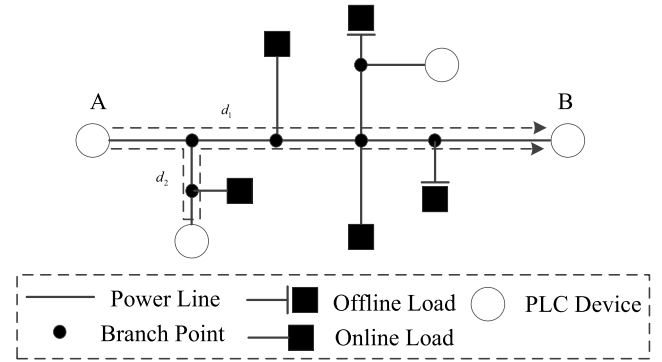 A
B
d₁
d₂
Power Line
Offline Load
PLC Device
Branch Point
Online Load